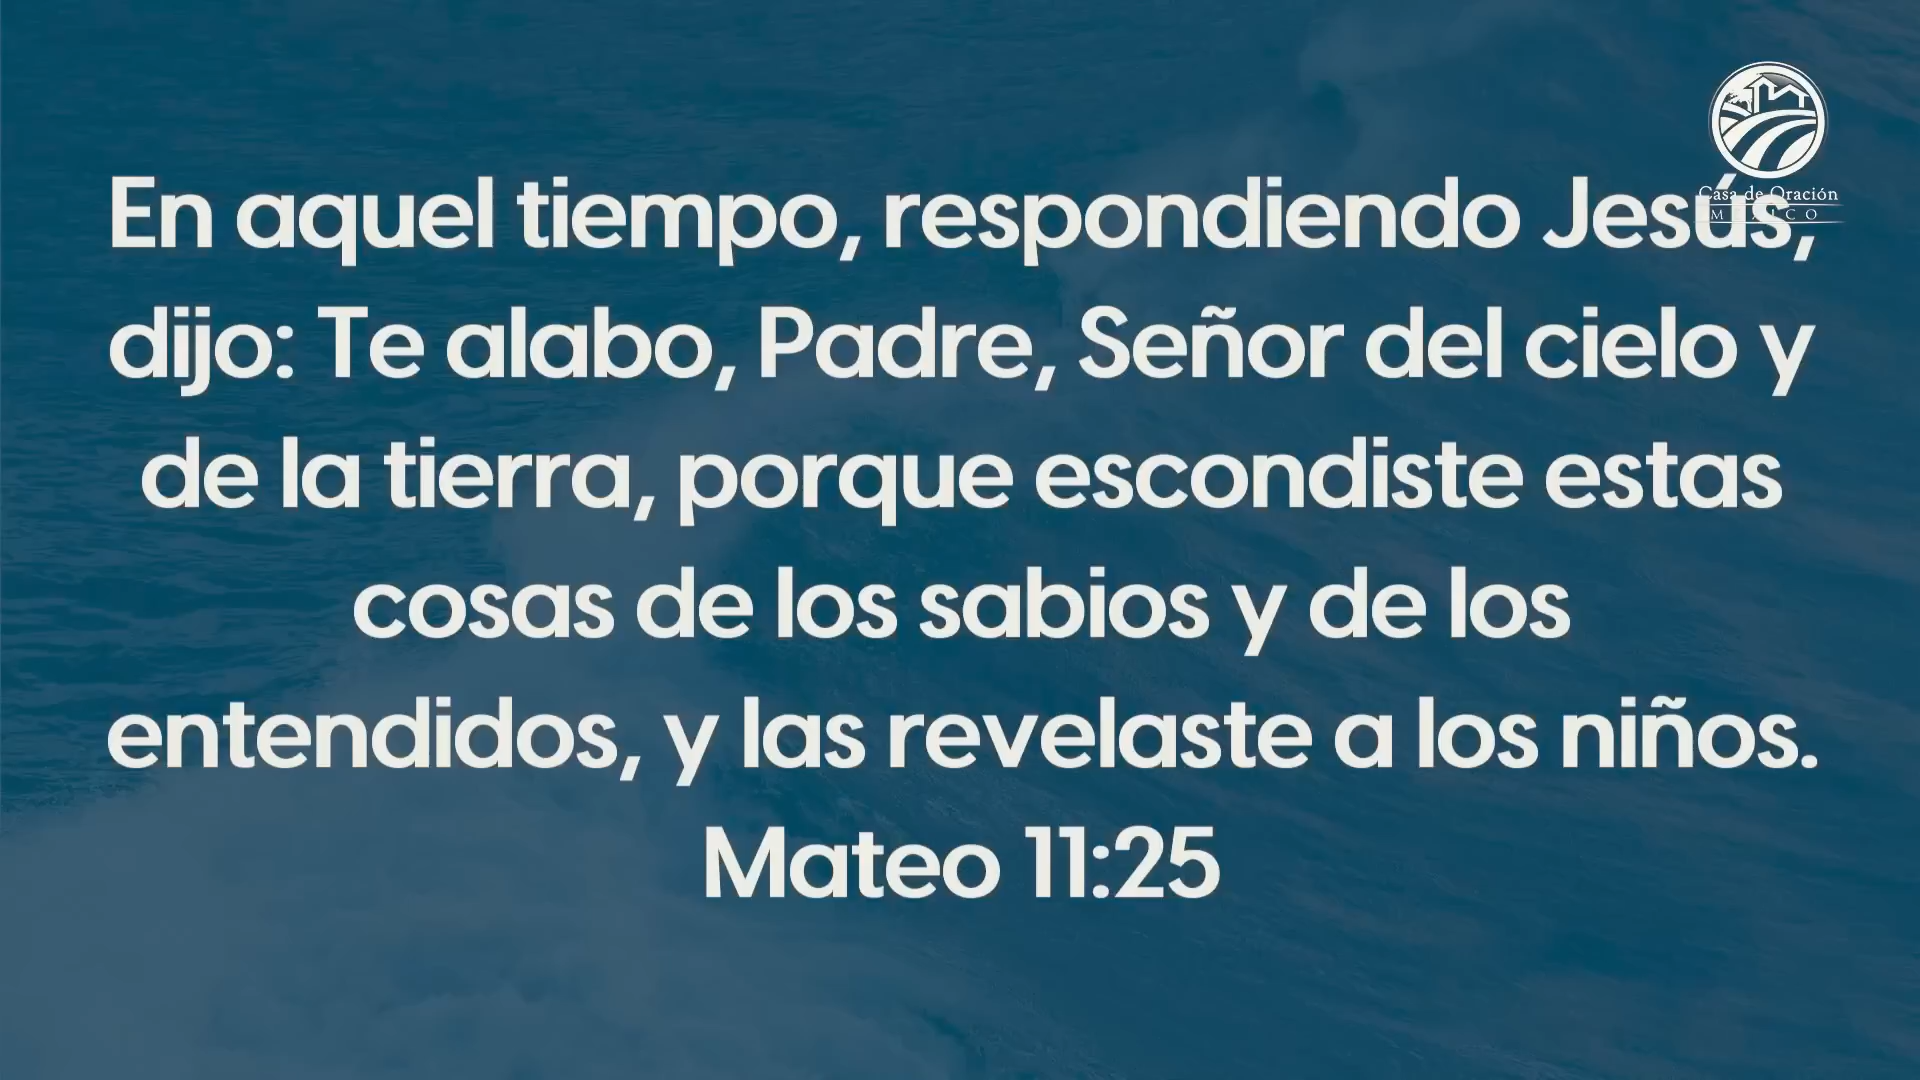 Casa de Oración
MÉXICO
En aquel tiempo, respondiendo Jesús,
dijo: Te alabo, Padre, Señor del cielo y
de la tierra, porque escondiste estas
cosas de los sabios y de los
entendidos, y las revelaste a los niños.
Mateo 11:25